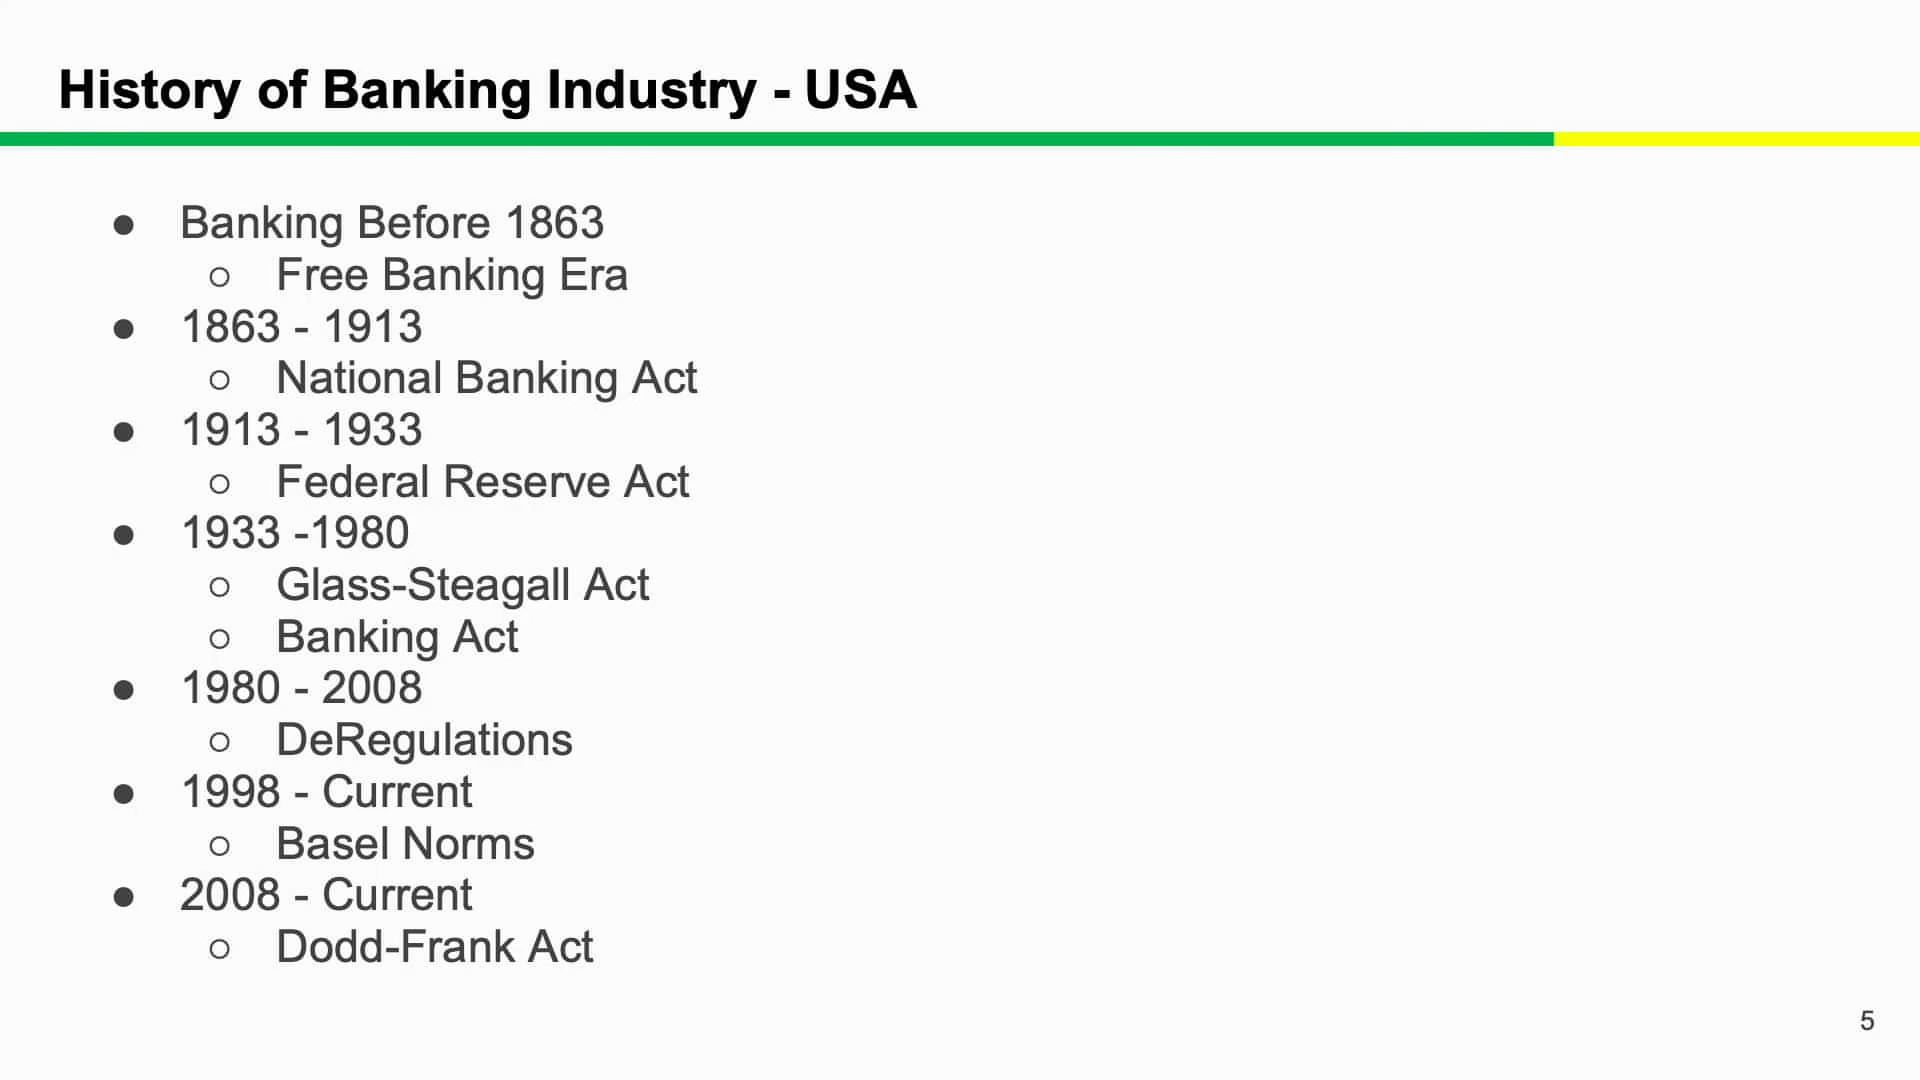 History of Banking Industry - USA
● Banking Before 1863
○ Free Banking Era
● 1863 - 1913
○ National Banking Act
● 1913 - 1933
○ Federal Reserve Act
● 1933 -1980
○ Glass-Steagall Act
○ Banking Act
● 1980 - 2008
○ DeRegulations
● 1998 - Current
○ Basel Norms
● 2008 - Current
○ Dodd-Frank Act
5